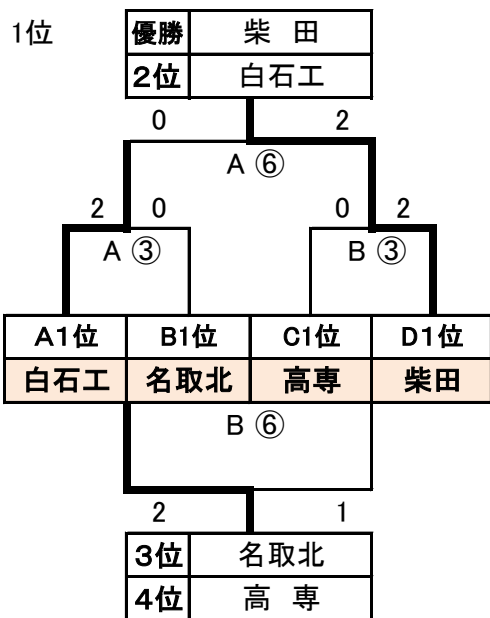 1位
優勝 柴 田
2位 白石工
0 2
A ⑥
2 0 0 2
A ③ B ③
A1位 B1位 C1位 D1位
白石工 名取北 高専 柴田
B ⑥
2 1
3位 名取北
4位 高 専